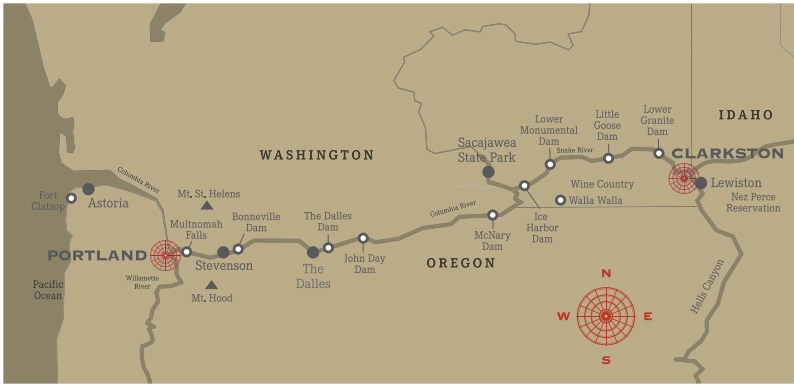 IDAHO
Lower
Monumental
Dam
Little
Goose
Dam
Lower
Granite
Dam
Sacajawea
State Park
Snake River
CLARKSTON
WASHINGTON
Columbia River
Fort
Clatsop
Astoria
Mt. St. Helens
Wine Country
Walla Walla
Lewiston
Nez Perce
Reservation
Multnomah
Falls
Bonneville
Dam
The Dalles
Dam
Columbia River
Ice
Harbor
Dam
McNary
Dam
PORTLAND
Stevenson
The
Dalles
John Day
Dam
OREGON
Willamette
River
Mt. Hood
Pacific
Ocean
Hells Canyon
N
W
E
S